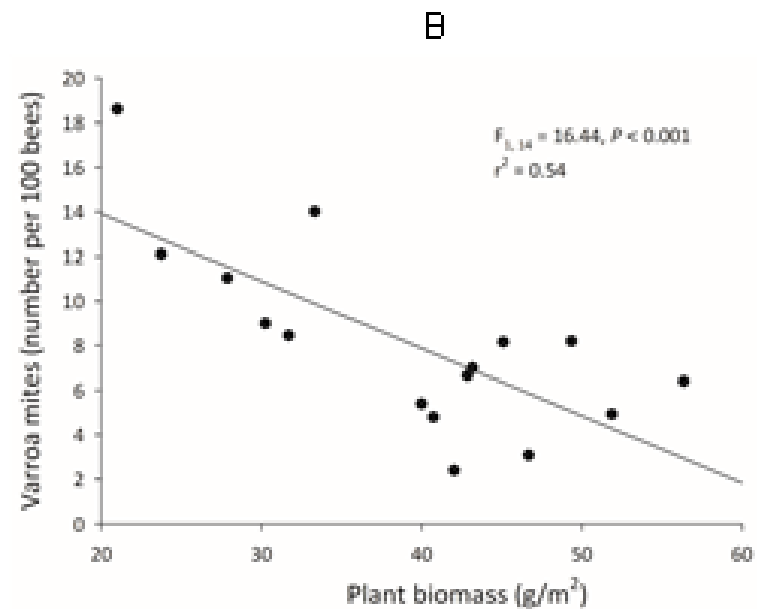 B
20
18
16
14
12
10
8
6
4
2
0
20 30 40 50 60
Varroa mites (number per 100 bees)
F1, 14 = 16.44, P < 0.001
r² = 0.54
Plant biomass (g/m²)